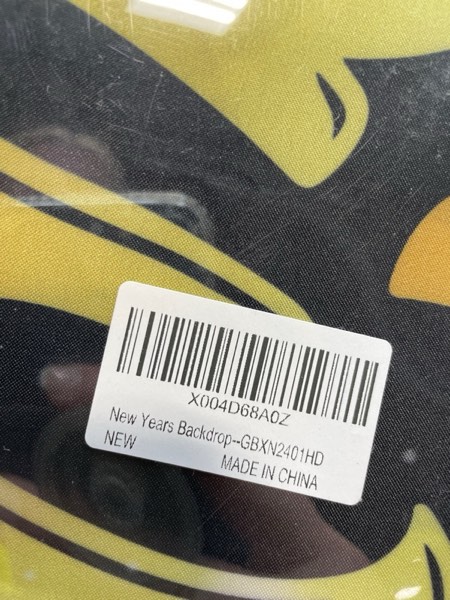 X004D68A0Z
New Years Backdrop--GBXN2401HD
NEW
MADE IN CHINA